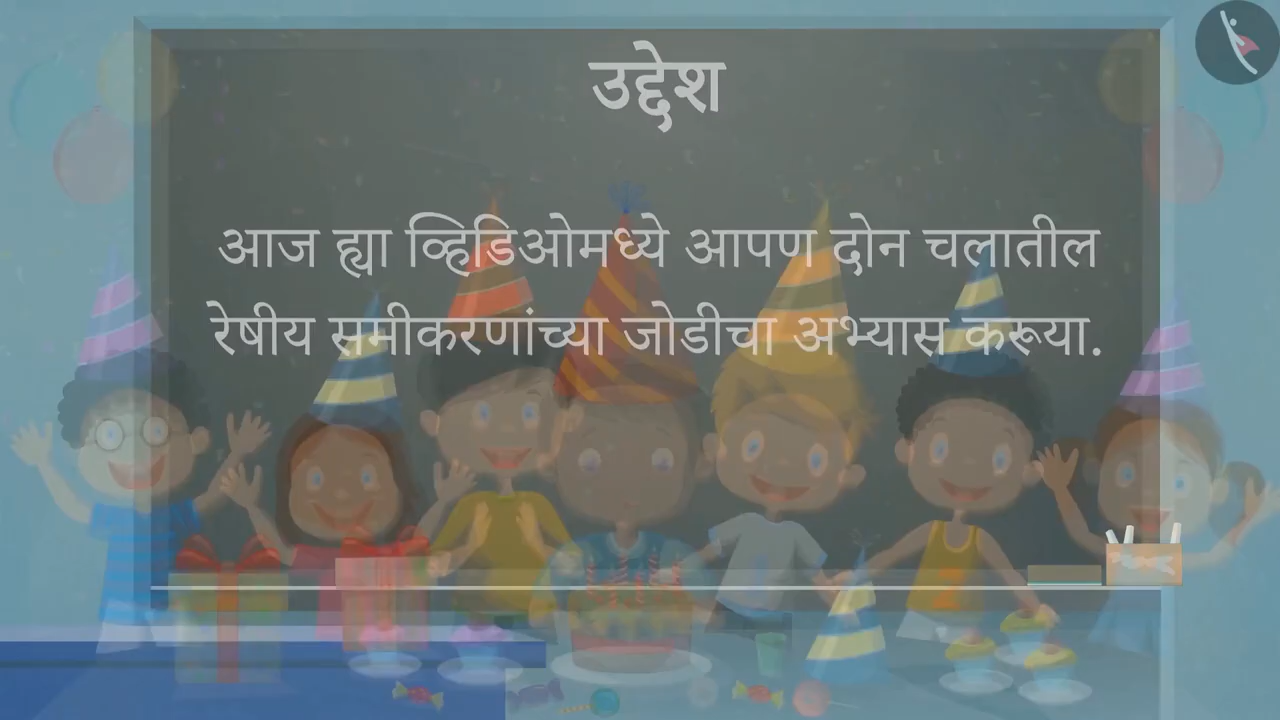 उद्देश
आज ह्या व्हिडिओमध्ये आपण दोन चलातील
रेषीय समीकरणांच्या जोडीचा अभ्यास करूया.